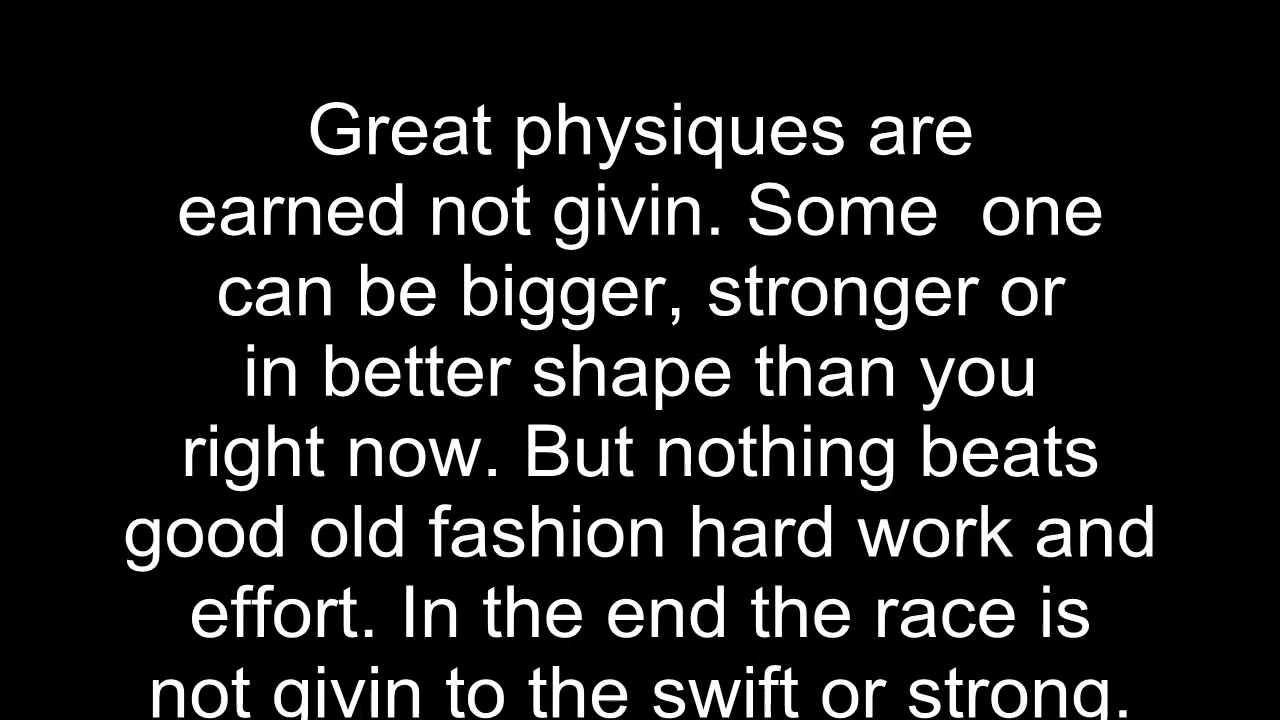 Great physiques are
earned not givin. Some  one
can be bigger, stronger or
in better shape than you
right now. But nothing beats
good old fashion hard work and
effort. In the end the race is
not givin to the swift or strong.